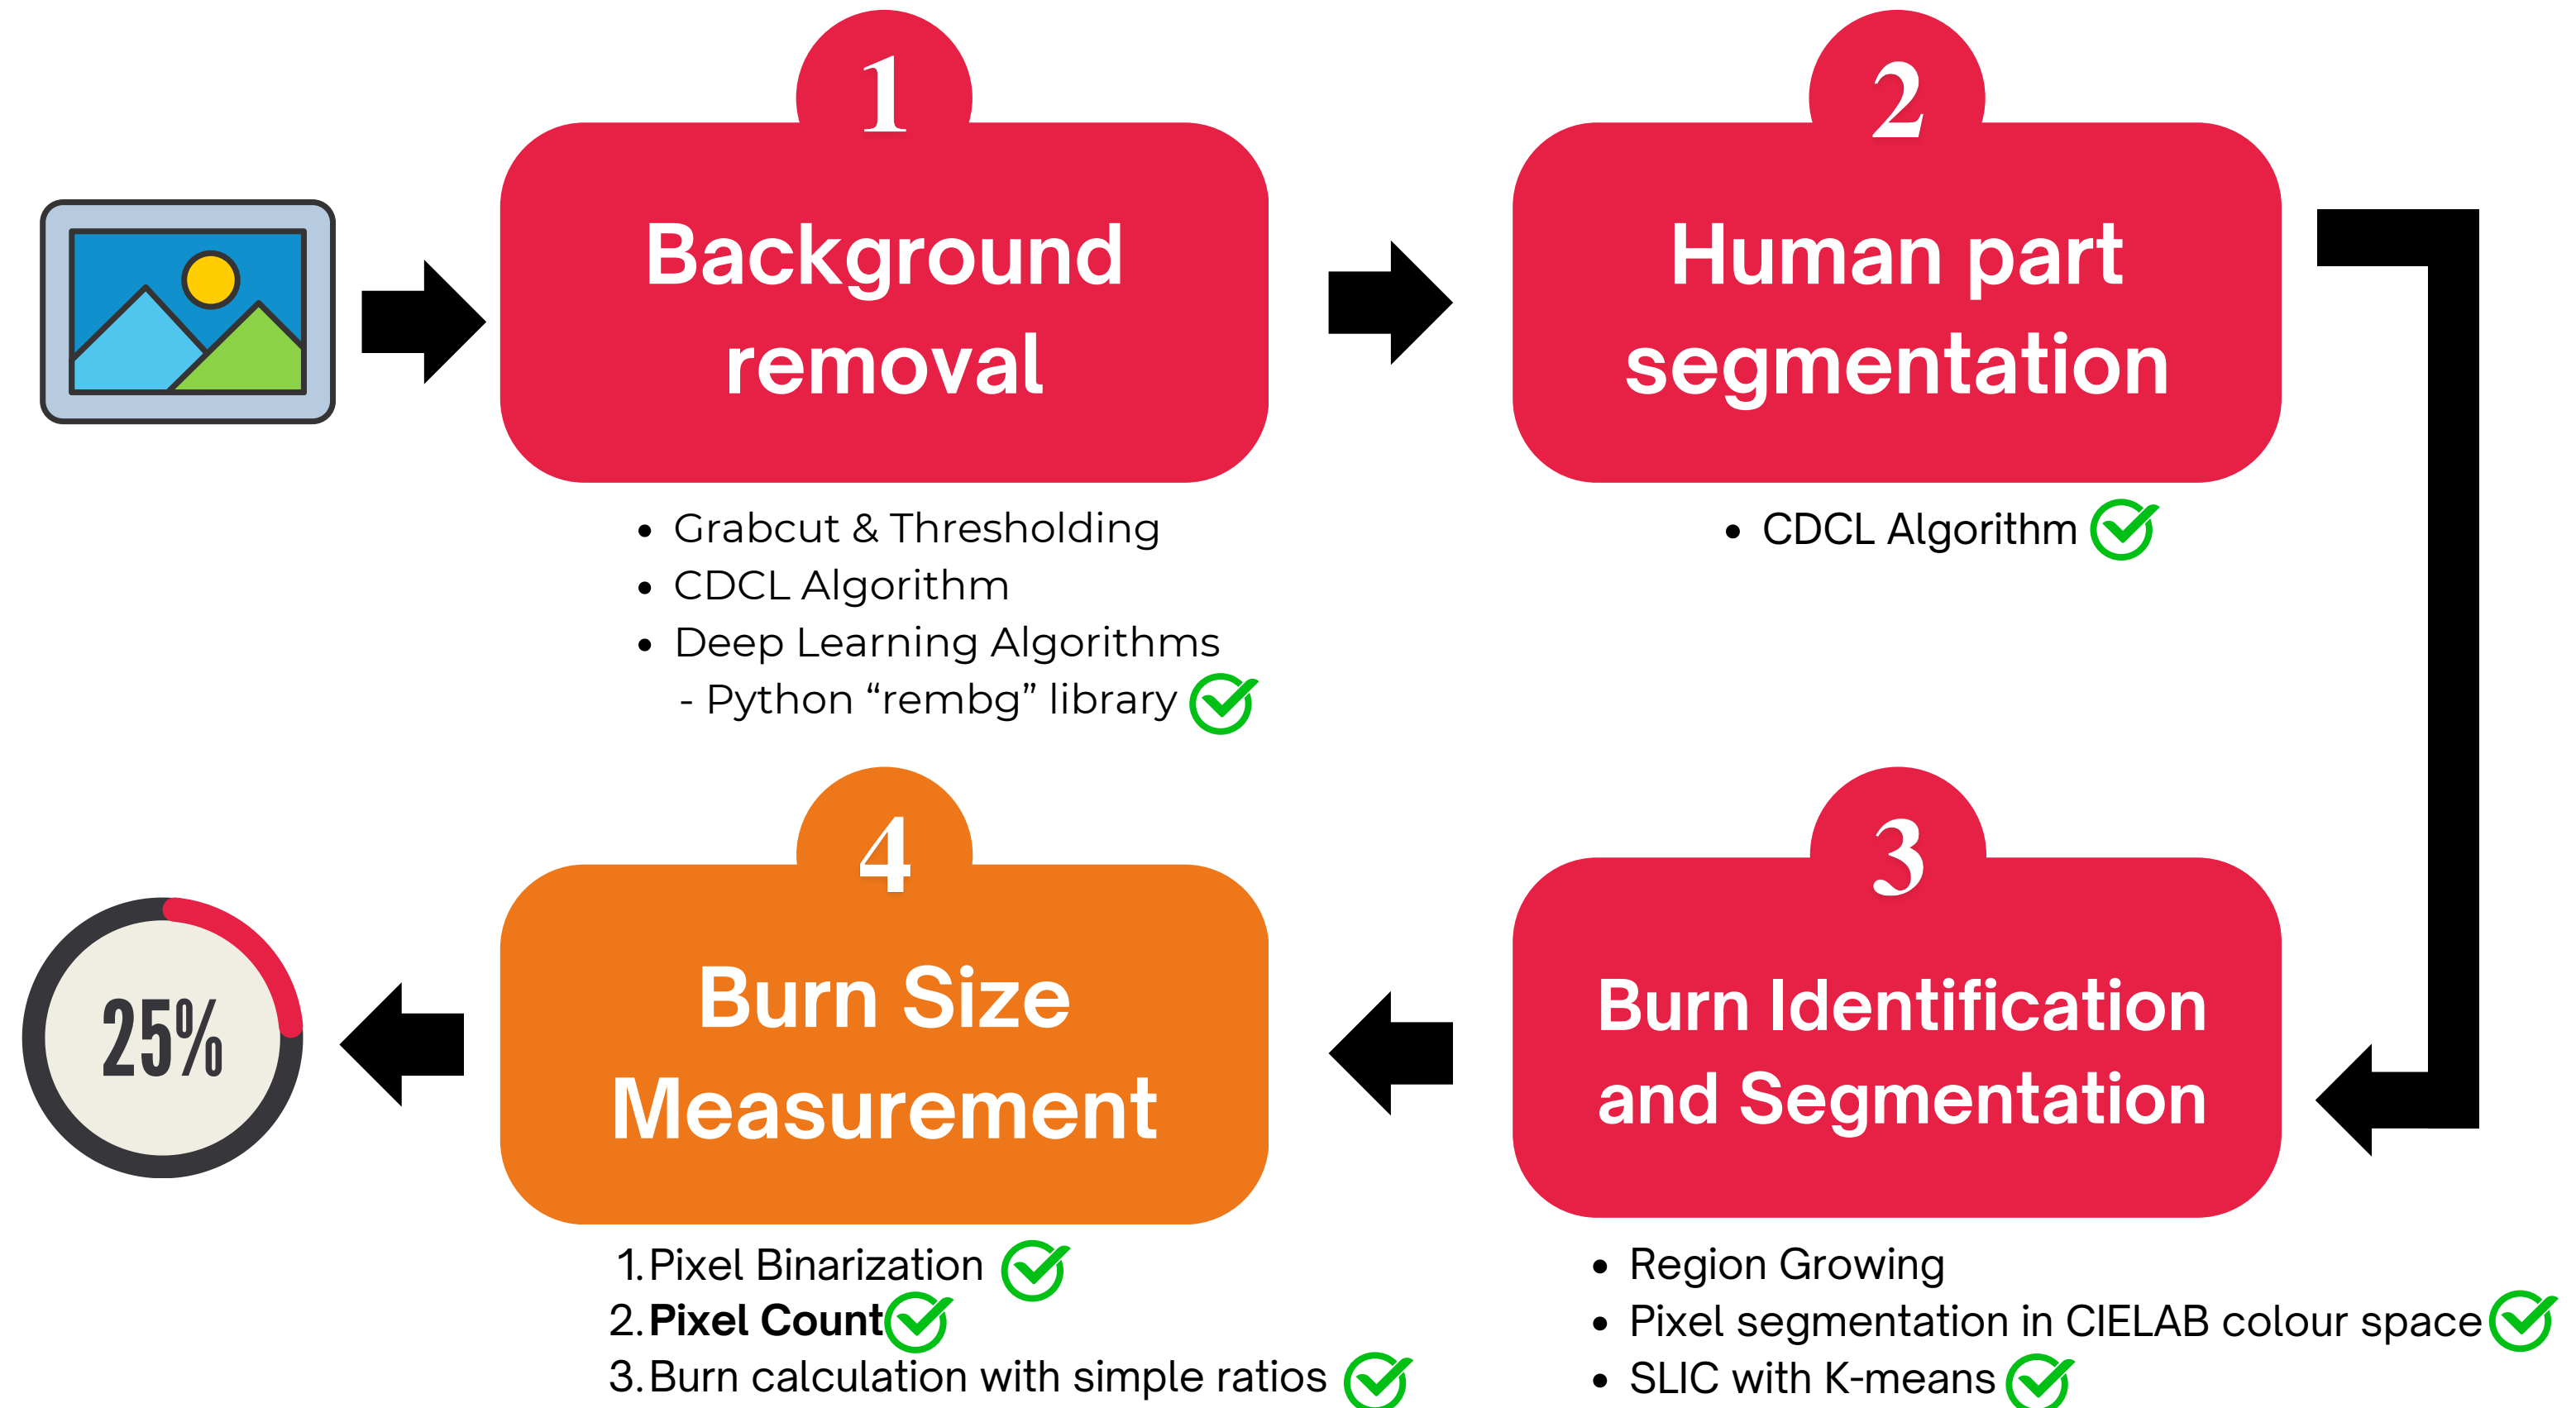 1
Background
removal
• Grabcut & Thresholding
• CDCL Algorithm
• Deep Learning Algorithms
- Python “rembg” library
2
Human part
segmentation
• CDCL Algorithm
3
Burn Identification
and Segmentation
• Region Growing
• Pixel segmentation in CIELAB colour space
• SLIC with K-means
4
Burn Size
Measurement
1. Pixel Binarization
2. Pixel Count
3. Burn calculation with simple ratios
25%